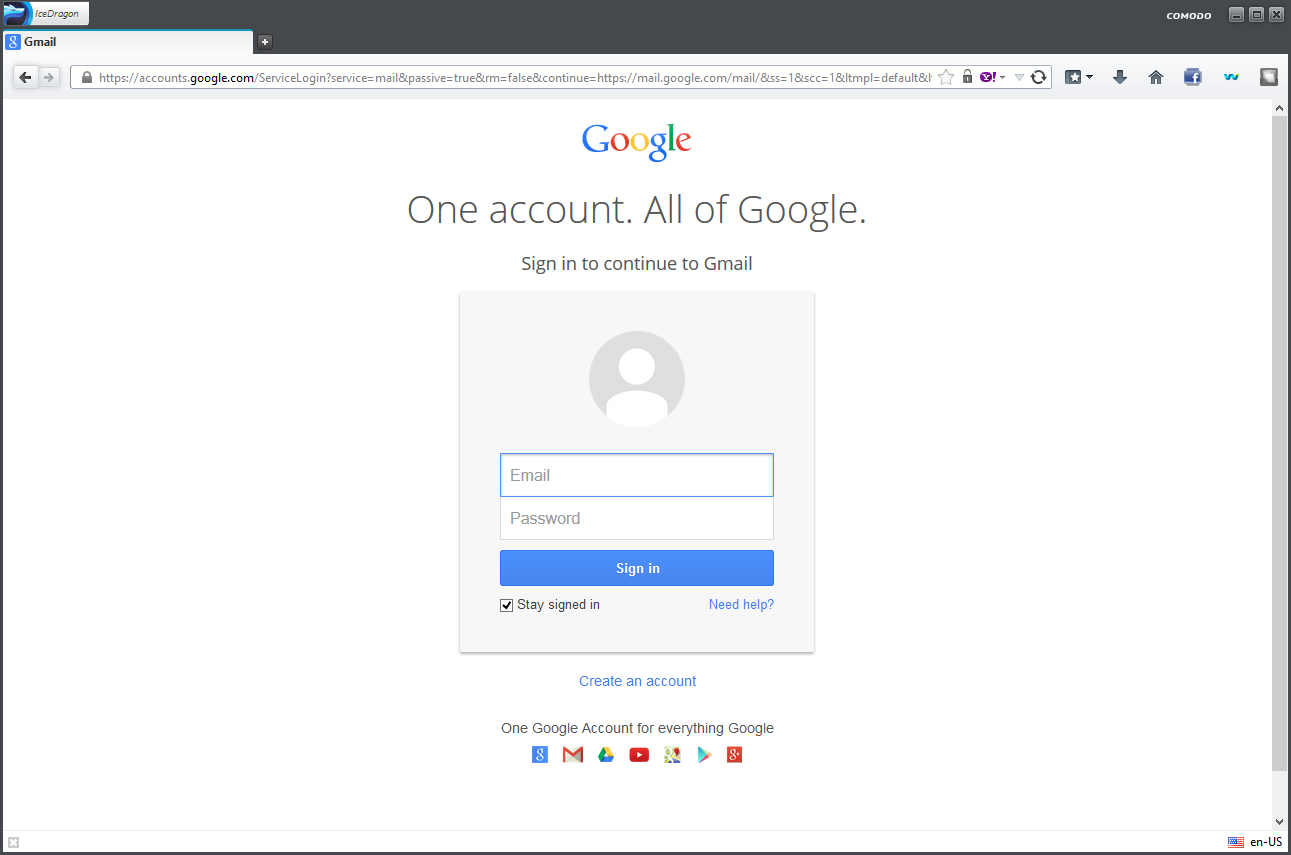 IceDragon
COMODO
Gmail
https://accounts.google.com/ServiceLogin?service=mail&passive=true&rm=false&continue=https://mail.google.com/mail/&ss=1&scc=1&ltmpl=default&l
Google
One account. All of Google.
Sign in to continue to Gmail
Email
Password
Sign in
Stay signed in
Need help?
Create an account
One Google Account for everything Google
en-US